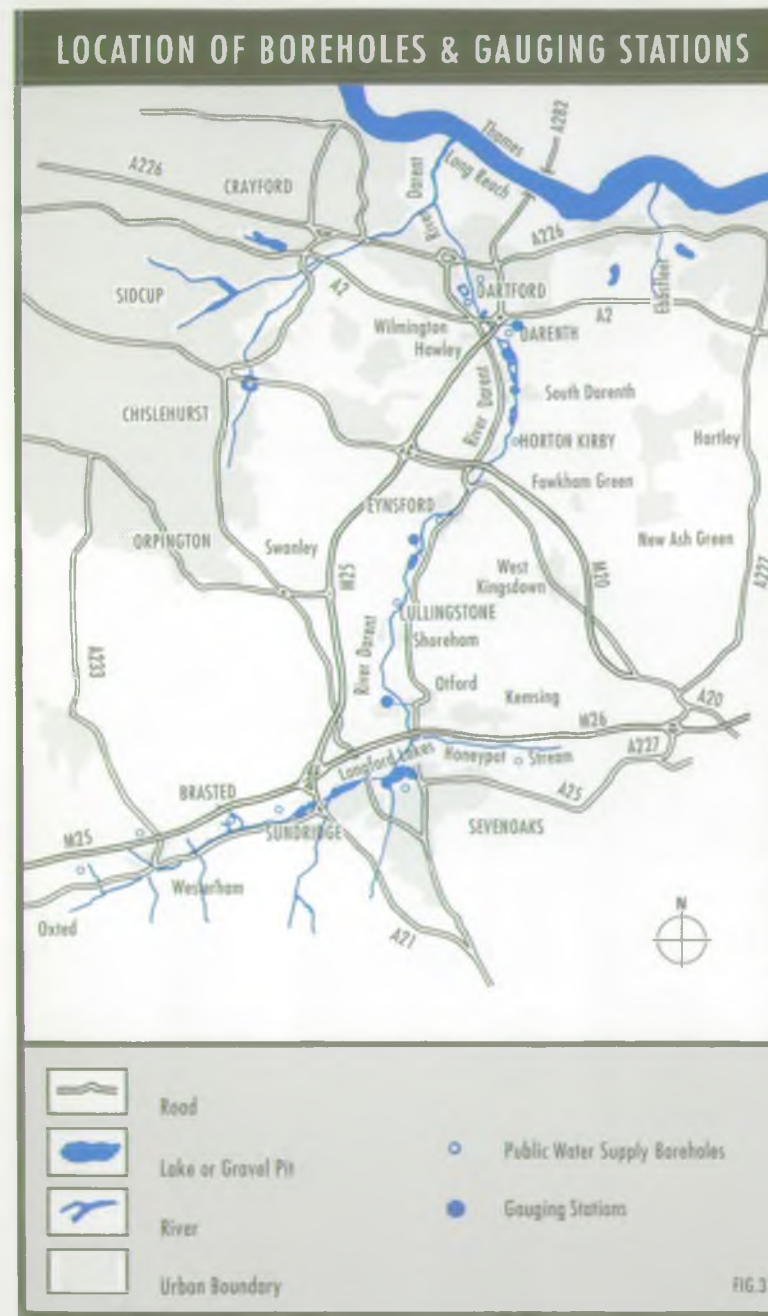 LOCATION OF BOREHOLES & GAUGING STATIONS
Thames
A282
A226
CRAYFORD
River Darent
Long Reach
A226
SIDCUP
A2
DARTFORD
Ebbsfleet
A2
Wilmington
Hawley
DARENTH
CHISLEHURST
River Darent
South Darenth
HORTON KIRBY
Hartley
Fawkham Green
EYNSFORD
ORPINGTON
Swanley
M25
New Ash Green
West
Kingsdown
M20
A227
LULLINGSTONE
Shoreham
River Darent
A233
Otford
Kemsing
A20
M26
A227
Longford Lakes
Honeypot Stream
BRASTED
A25
M25
SUNDRIDGE
SEVENOAKS
Westerham
Oxted
A21
N
Road
Lake or Gravel Pit
River
Urban Boundary
Public Water Supply Boreholes
Gauging Stations
FIG.3